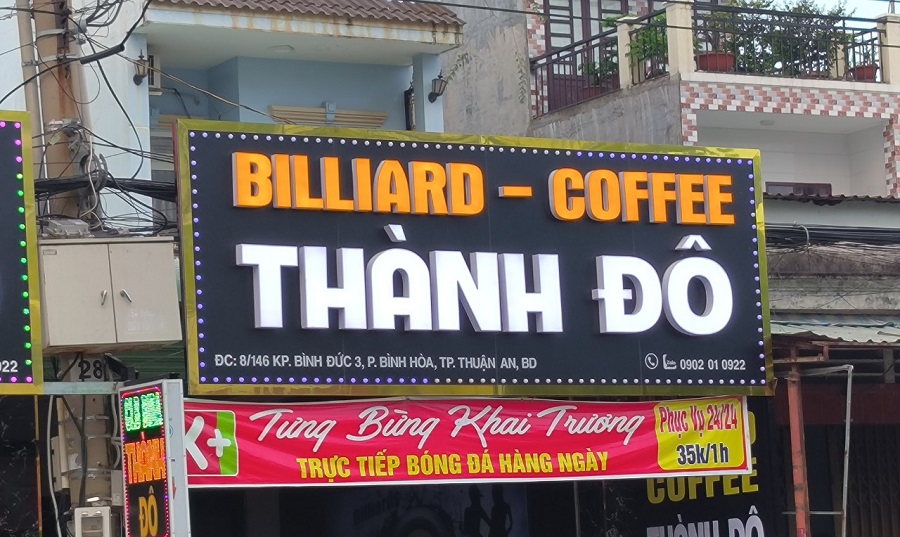 BILLIARD - COFFEE
THÀNH ĐÔ
ĐC: 8/146 KP. BÌNH ĐỨC 3, P. BÌNH HÒA, TP. THUẬN AN, BD
0902 01 0922
922
28
K+
Tưng Bừng Khai Trương
TRỰC TIẾP BÓNG ĐÁ HÀNG NGÀY
Phục Vụ 24/24
35k/1h
THÀNH
ĐÔ
COFFEE
THÀNH ĐÔ